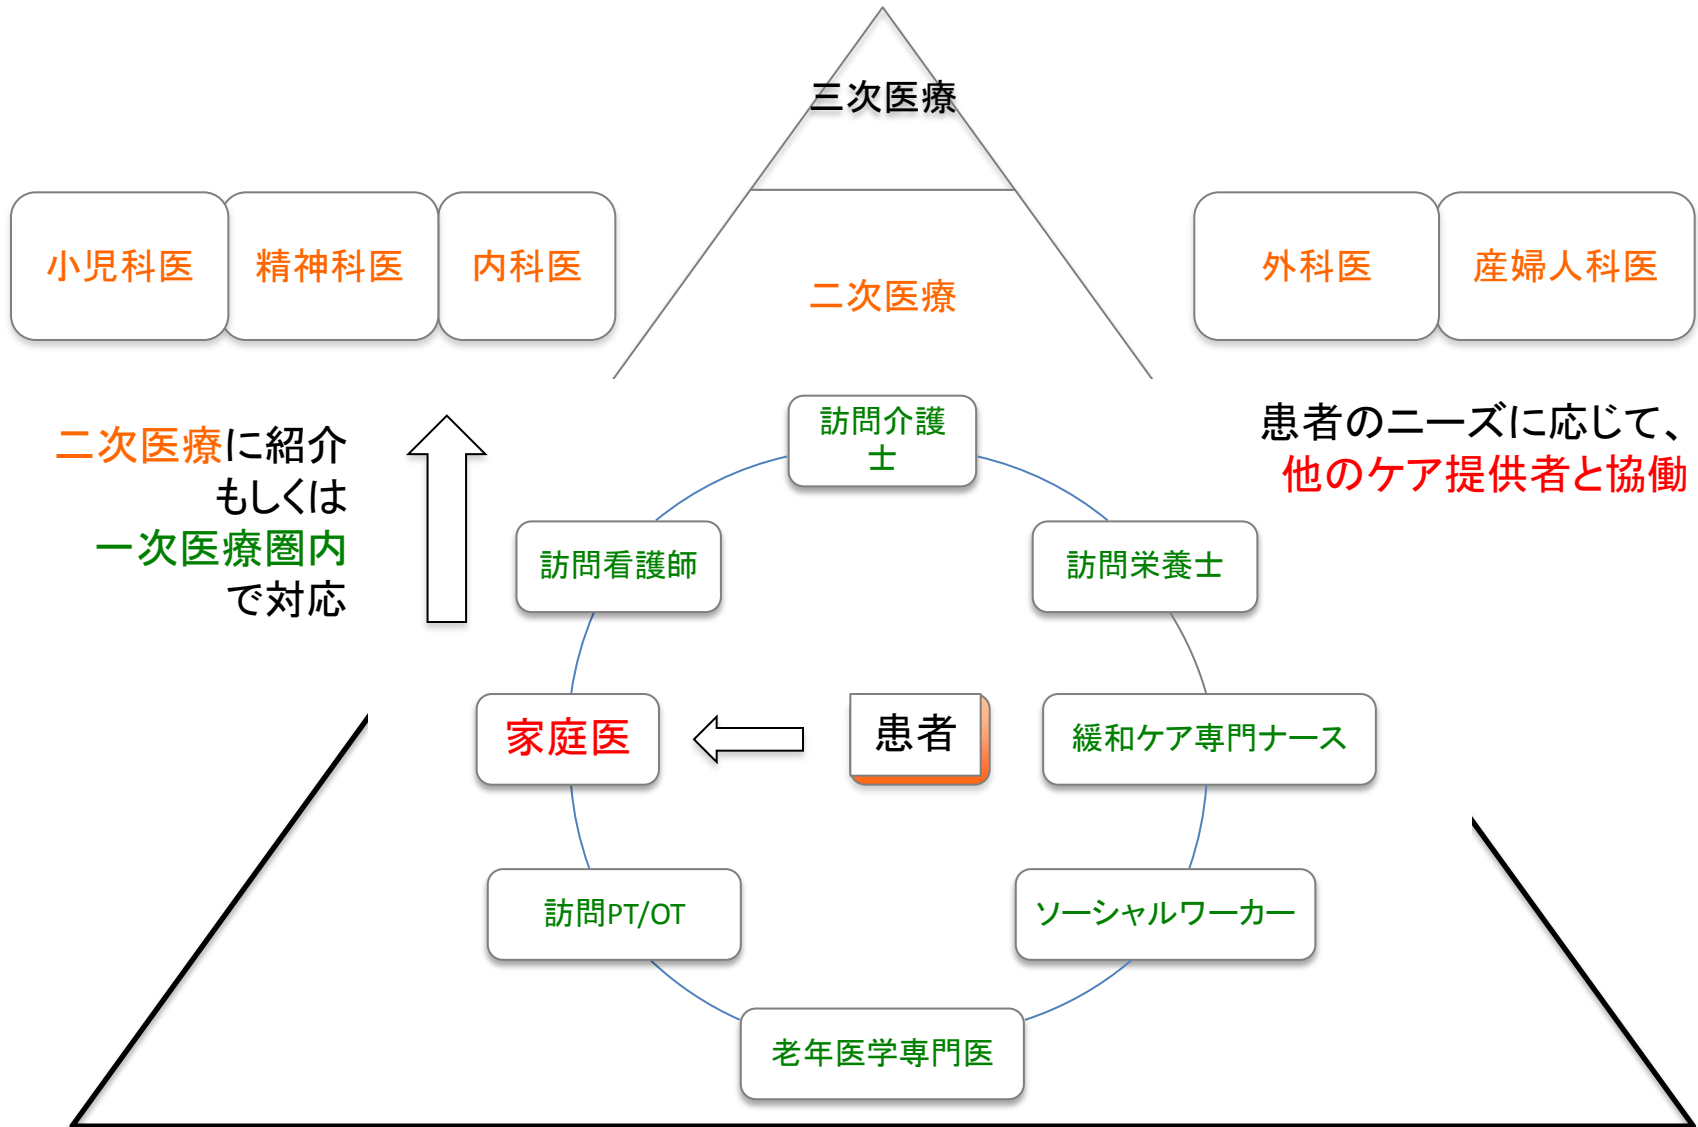 三次医療
小児科医
精神科医
内科医
二次医療
外科医
産婦人科医
二次医療に紹介
もしくは
一次医療圏内
で対応
患者のニーズに応じて、
他のケア提供者と協働
訪問介護
士
訪問看護師
訪問栄養士
家庭医
患者
緩和ケア専門ナース
訪問PT/OT
ソーシャルワーカー
老年医学専門医